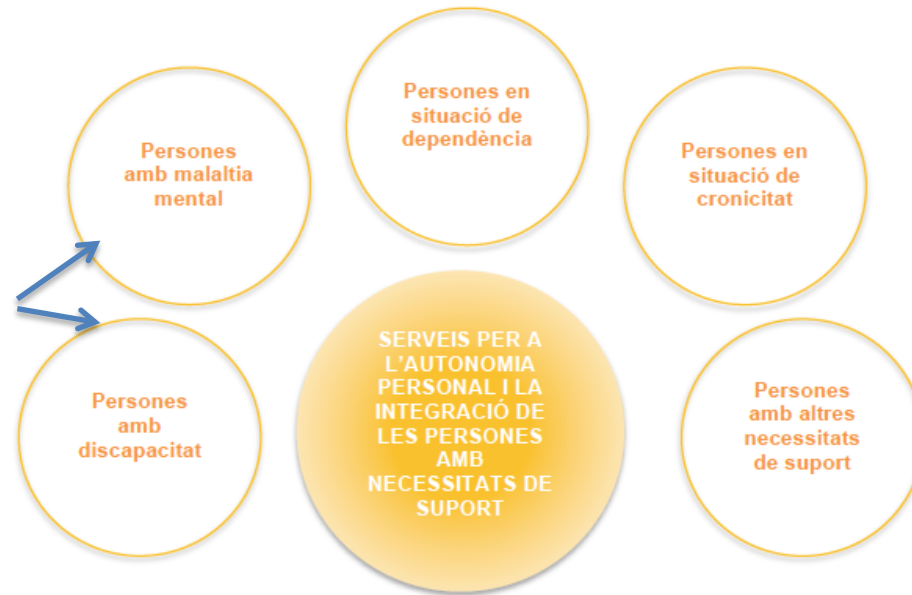 Persones en
situació de
dependència
Persones
amb malaltia
mental
Persones en
situació de
cronicitat
SERVEIS PER A
L'AUTONOMIA
PERSONAL I LA
INTEGRACIÓ DE
LES PERSONES
AMB
NECESSITATS DE
SUPORT
Persones
amb
discapacitat
Persones
amb altres
necessitats
de suport